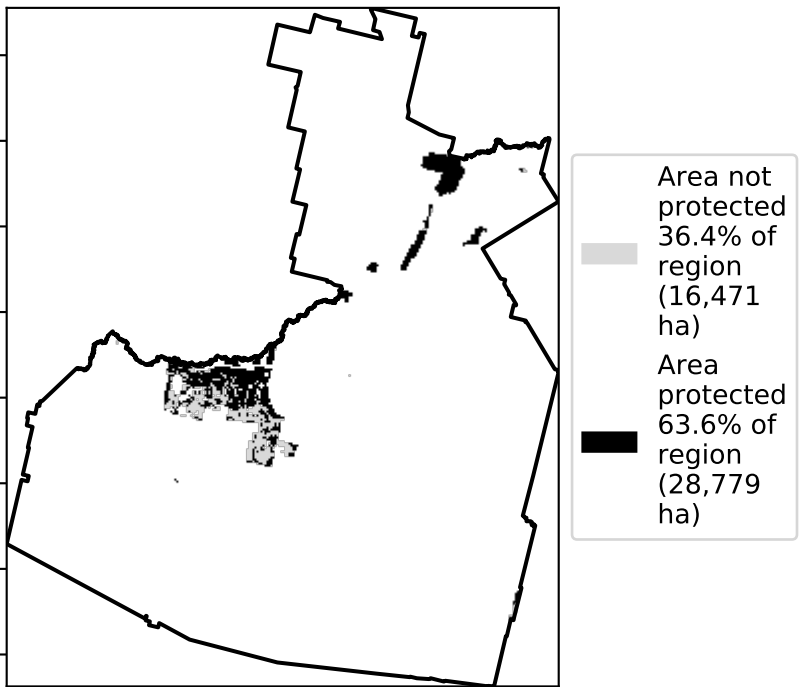 Area not
protected
36.4% of
region
(16,471
ha)
Area
protected
63.6% of
region
(28,779
ha)